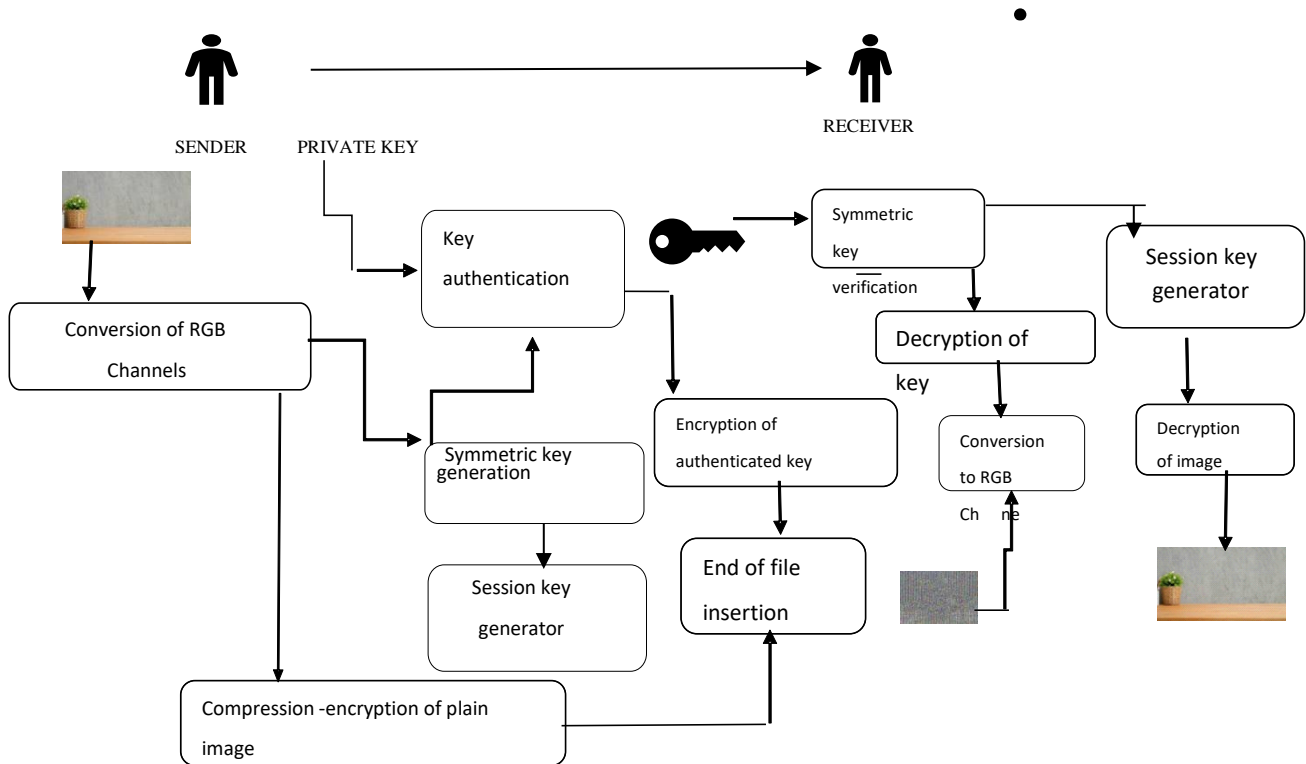 SENDER
PRIVATE KEY
RECEIVER
Key
authentication
Symmetric
key
verification
Session key
generator
Conversion of RGB
Channels
Decryption of
key
Symmetric key
generation
Encryption of
authenticated key
Conversion
to RGB
Ch ne
Decryption
of image
Session key
generator
End of file
insertion
Compression -encryption of plain
image